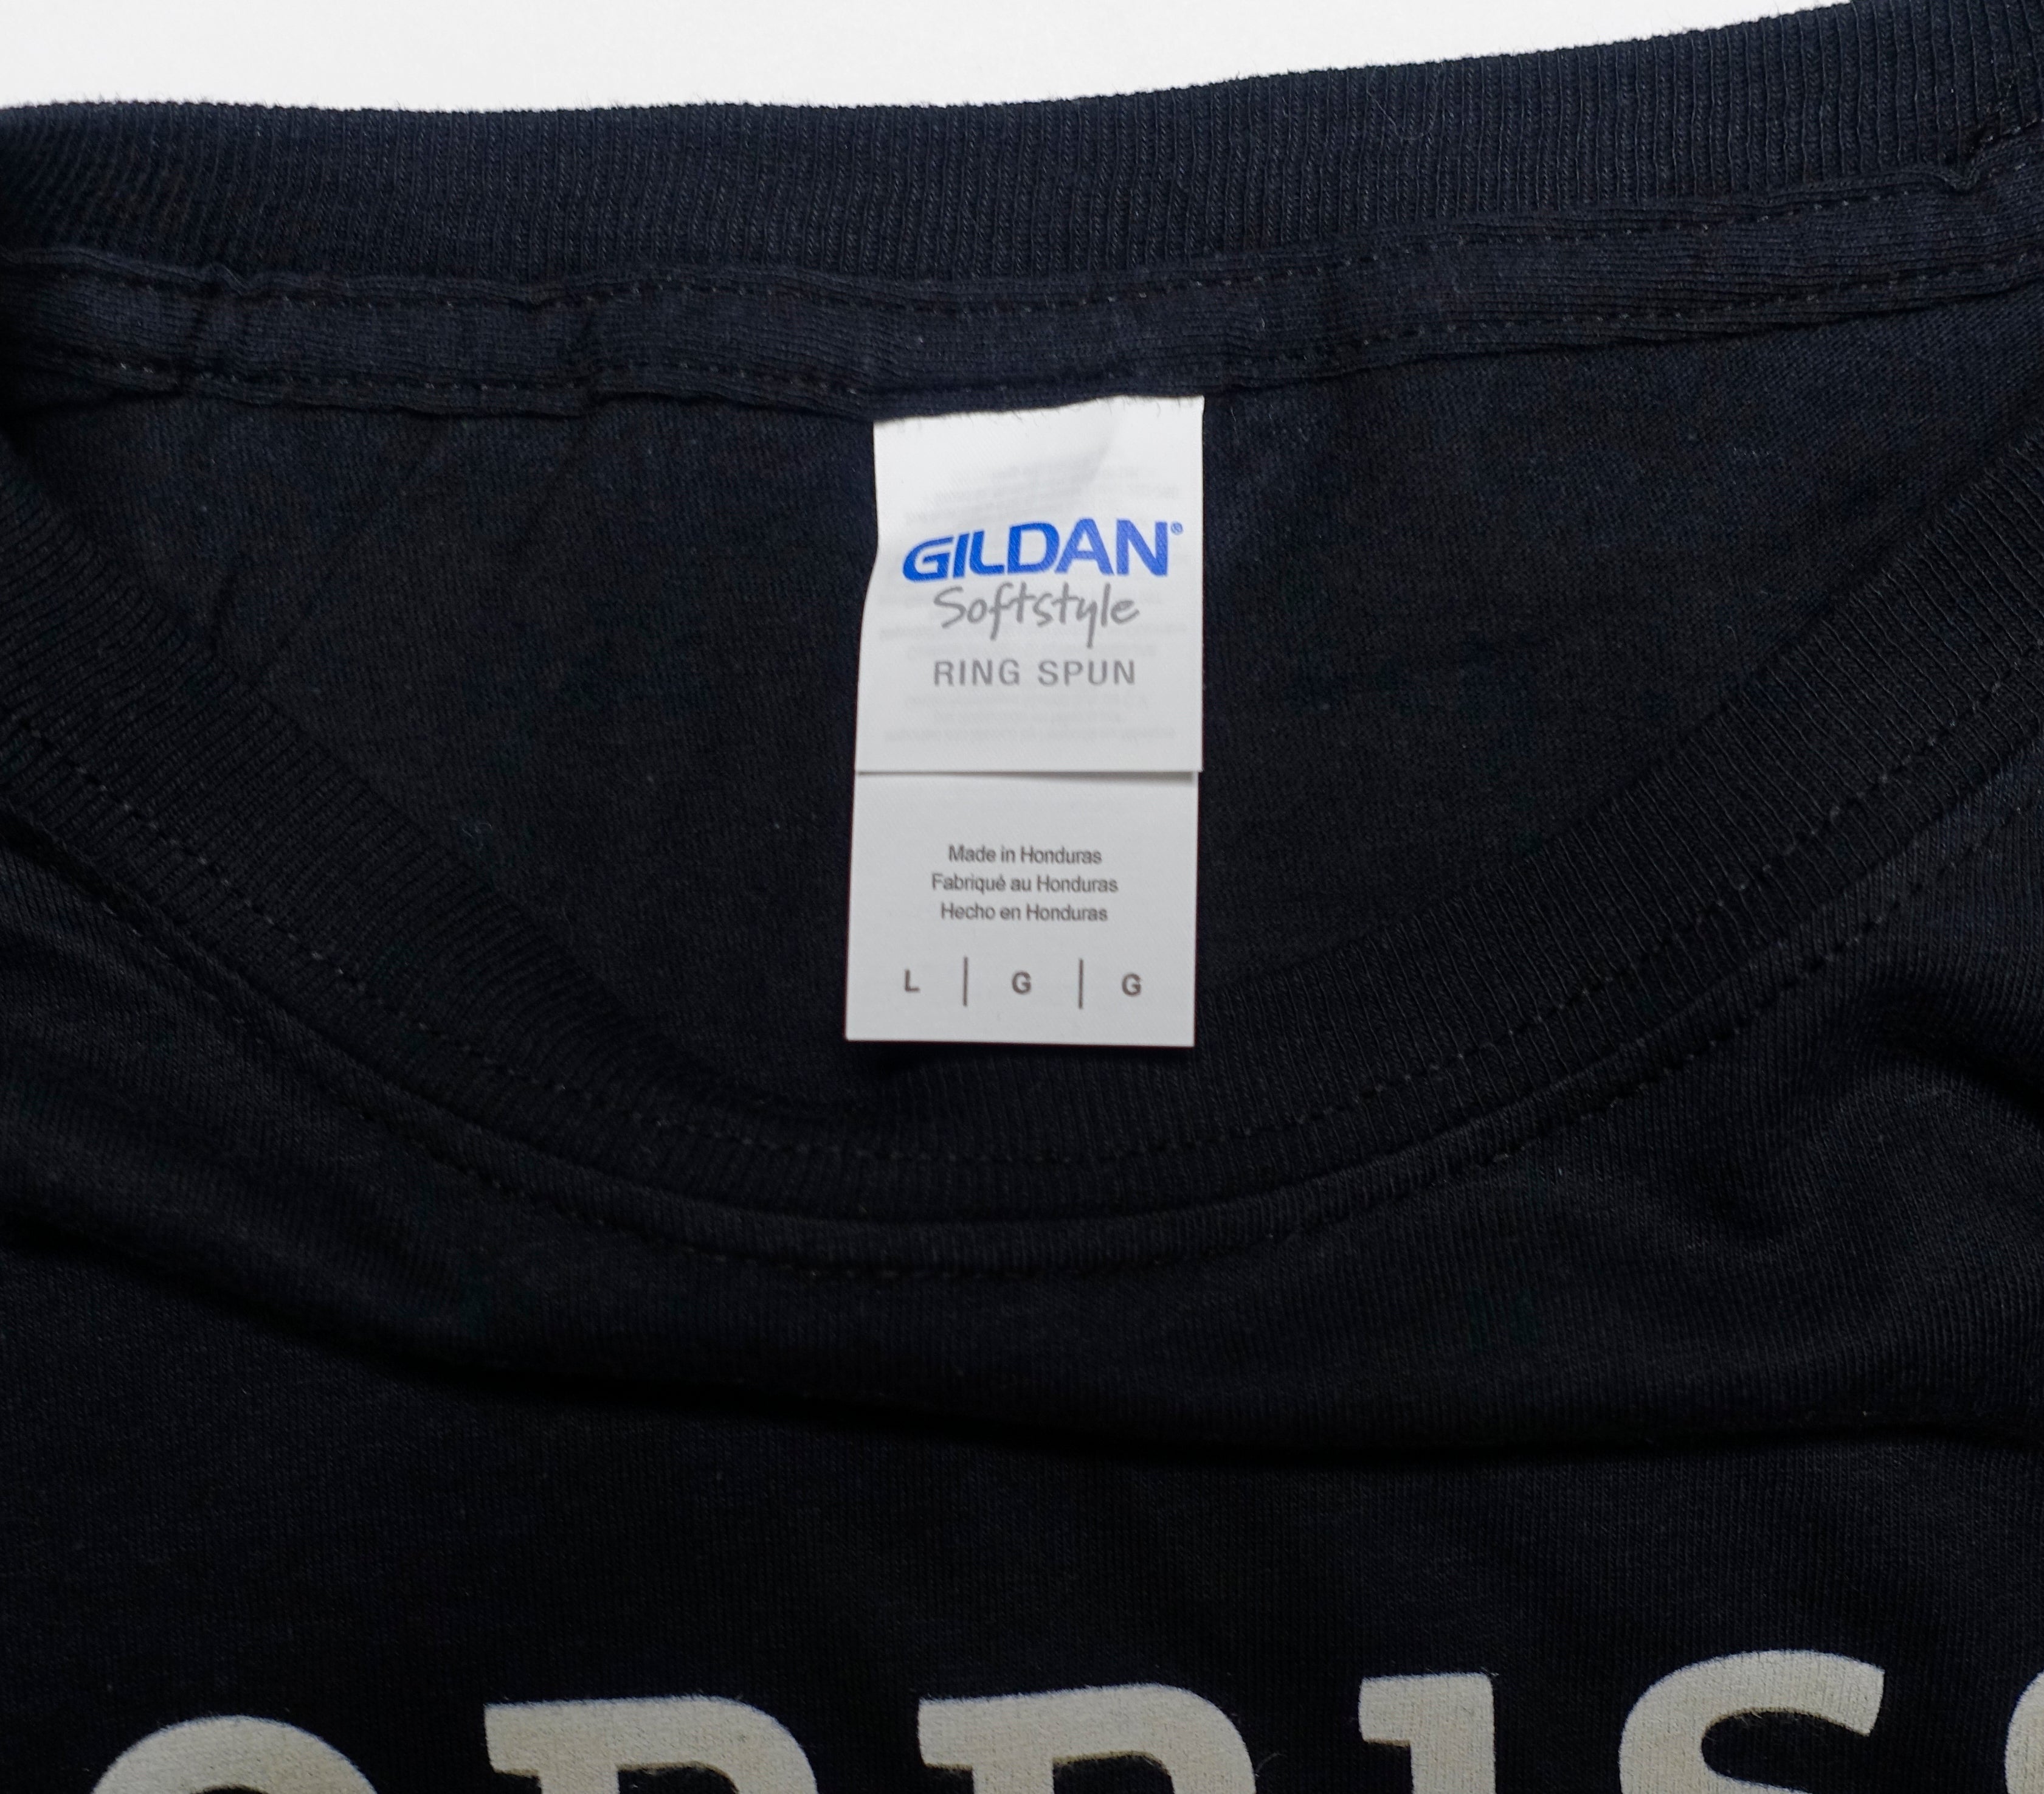 GILDAN®
Softstyle
RING SPUN
Made in Honduras
Fabriqué au Honduras
Hecho en Honduras
L | G | G